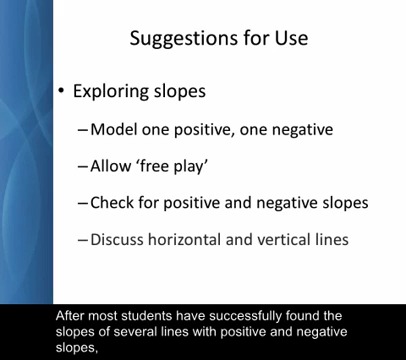 Suggestions for Use
• Exploring slopes
–Model one positive, one negative
–Allow ‘free play’
–Check for positive and negative slopes
–Discuss horizontal and vertical lines
After most students have successfully found the
slopes of several lines with positive and negative
slopes,